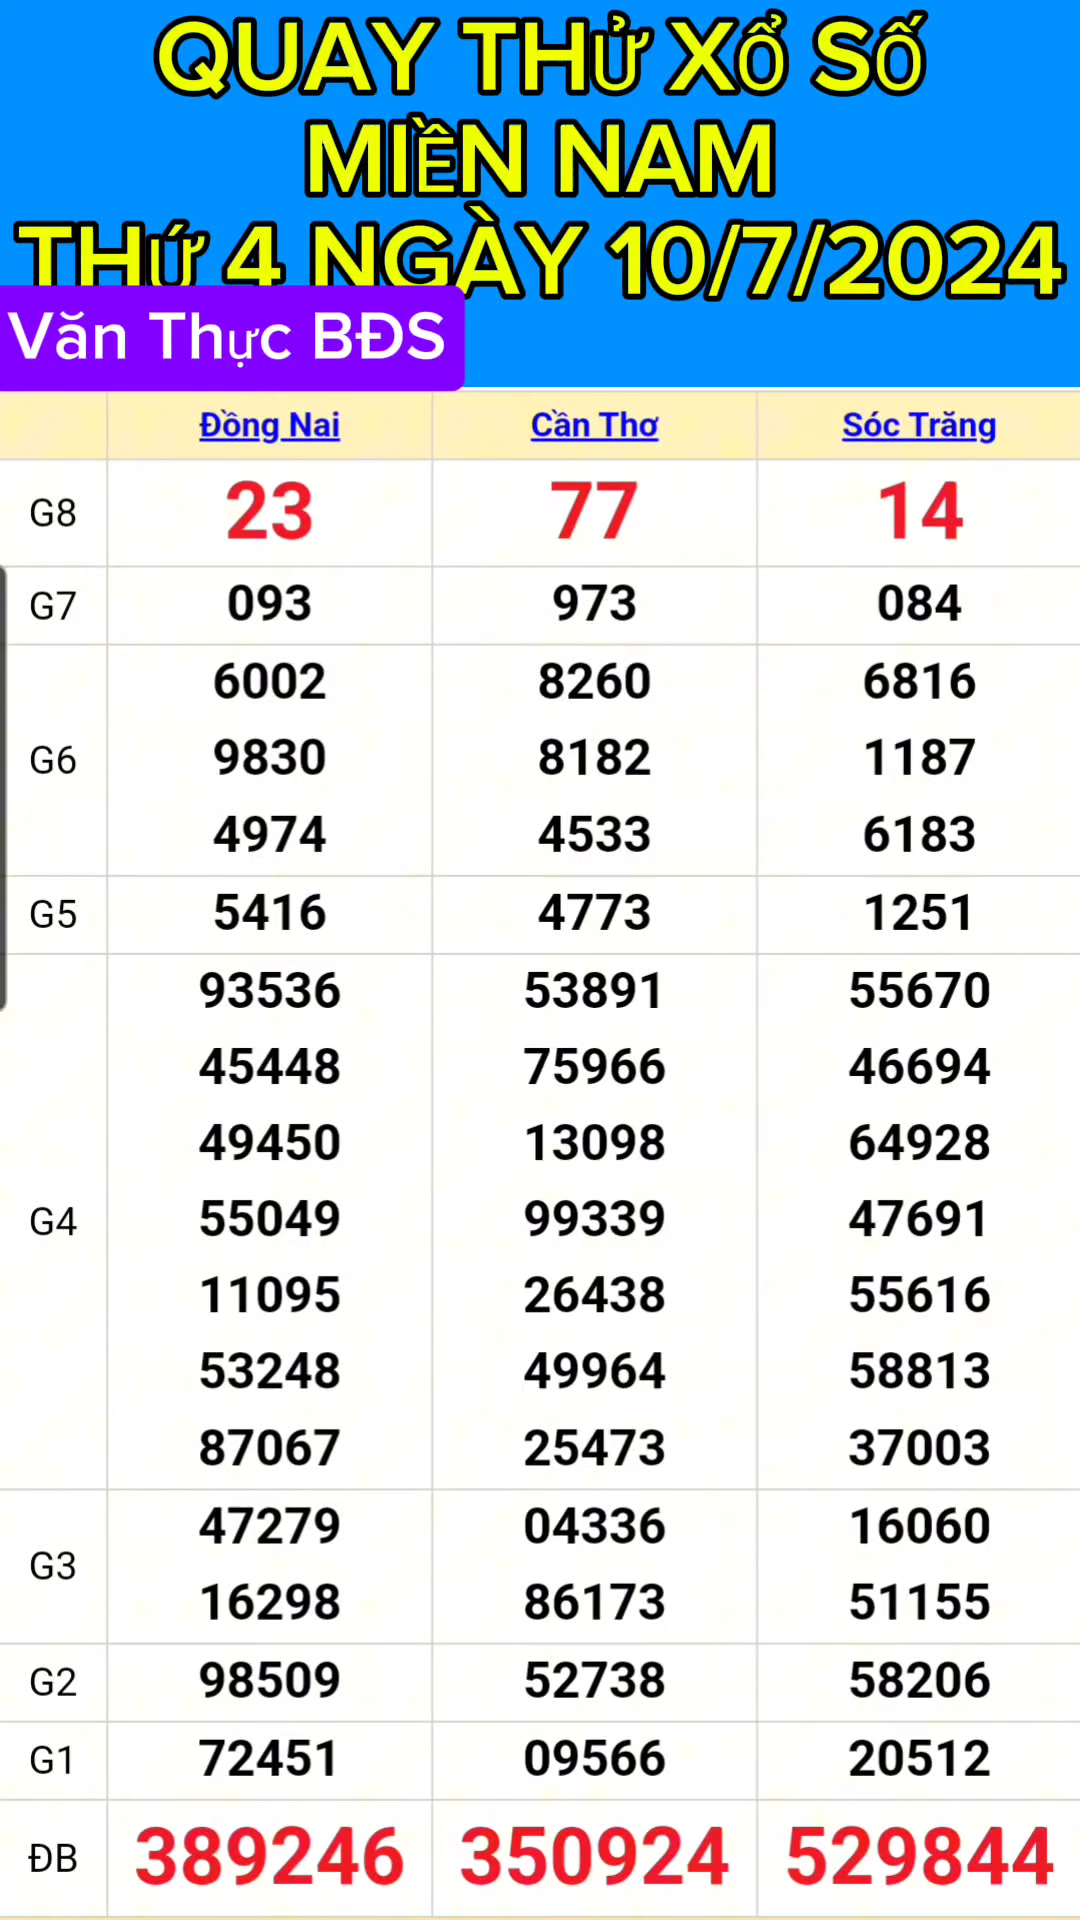 QUAY THỬ XỔ SỐ
MIỀN NAM
THỨ 4 NGÀY 10/7/2024
Văn Thực BĐS
Đồng Nai Cần Thơ Sóc Trăng
G8 23 77 14
G7 093 973 084
6002 8260 6816
G6 9830 8182 1187
4974 4533 6183
G5 5416 4773 1251
93536 53891 55670
45448 75966 46694
49450 13098 64928
G4 55049 99339 47691
11095 26438 55616
53248 49964 58813
87067 25473 37003
47279 04336 16060
G3
16298 86173 51155
G2 98509 52738 58206
G1 72451 09566 20512
ĐB 389246 350924 529844